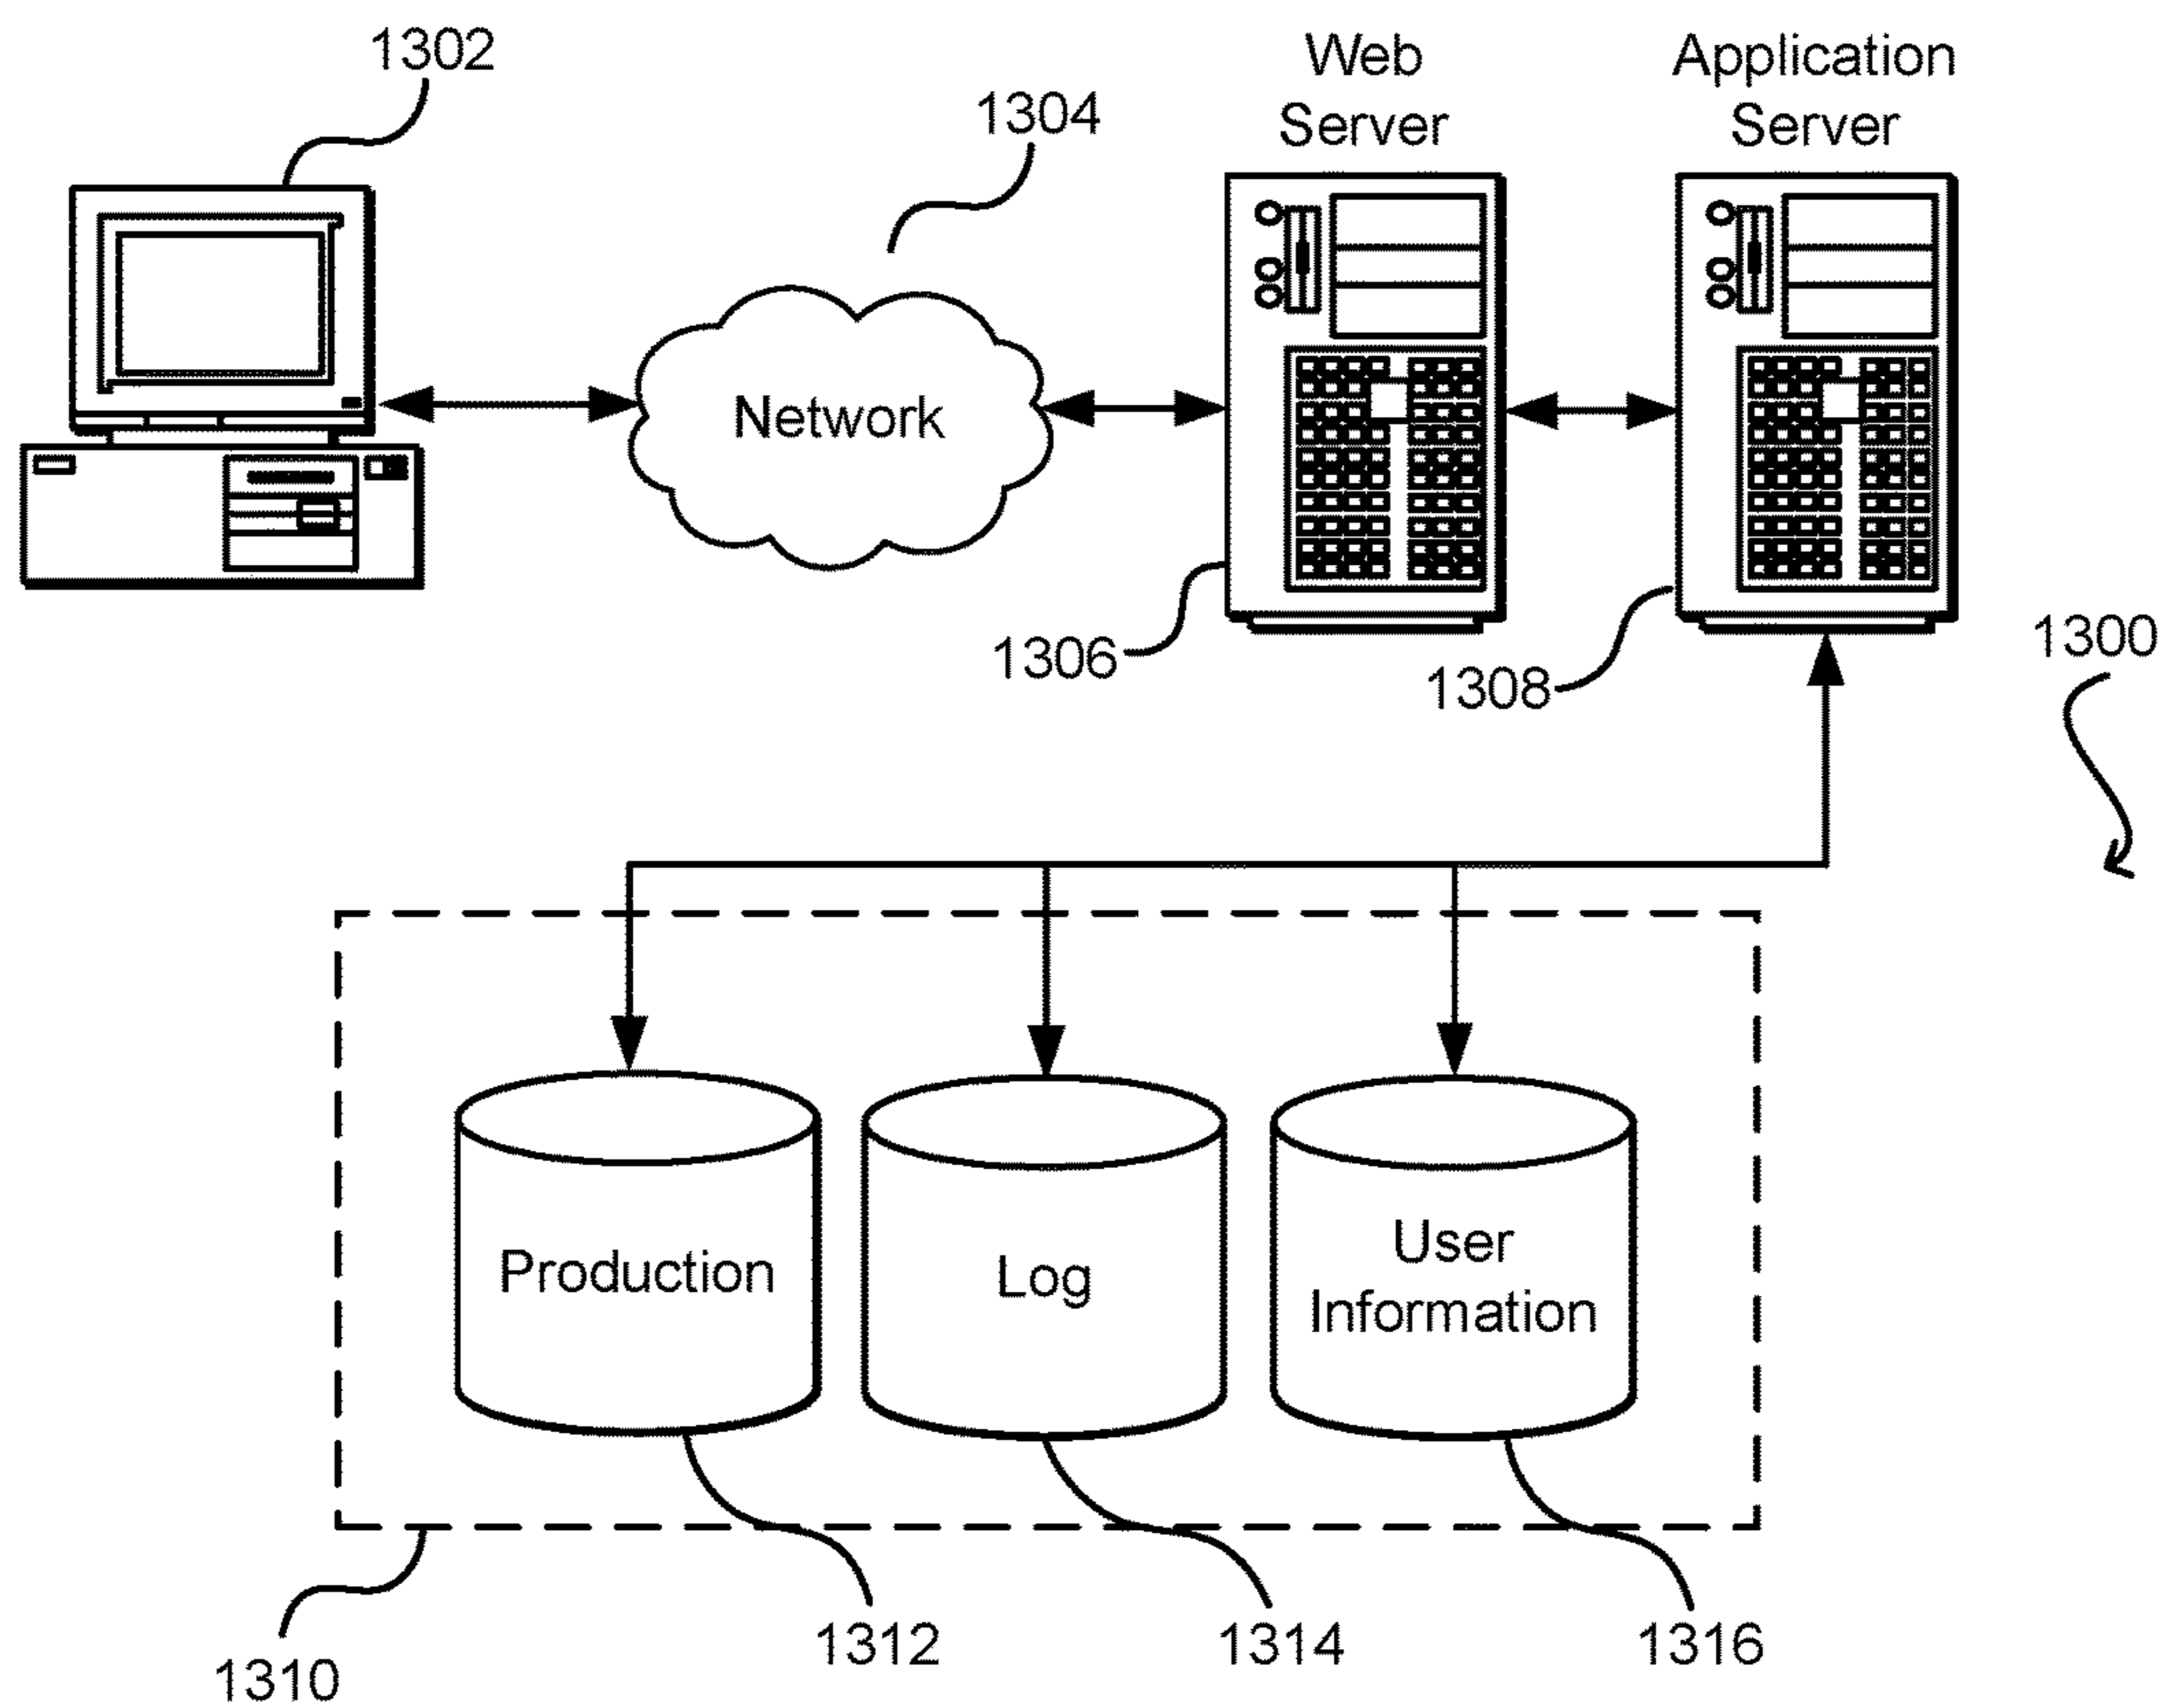 1302
1304
Web
Server
Application
Server
Network
1306
1308
1300
Production
Log
User
Information
1310
1312
1314
1316